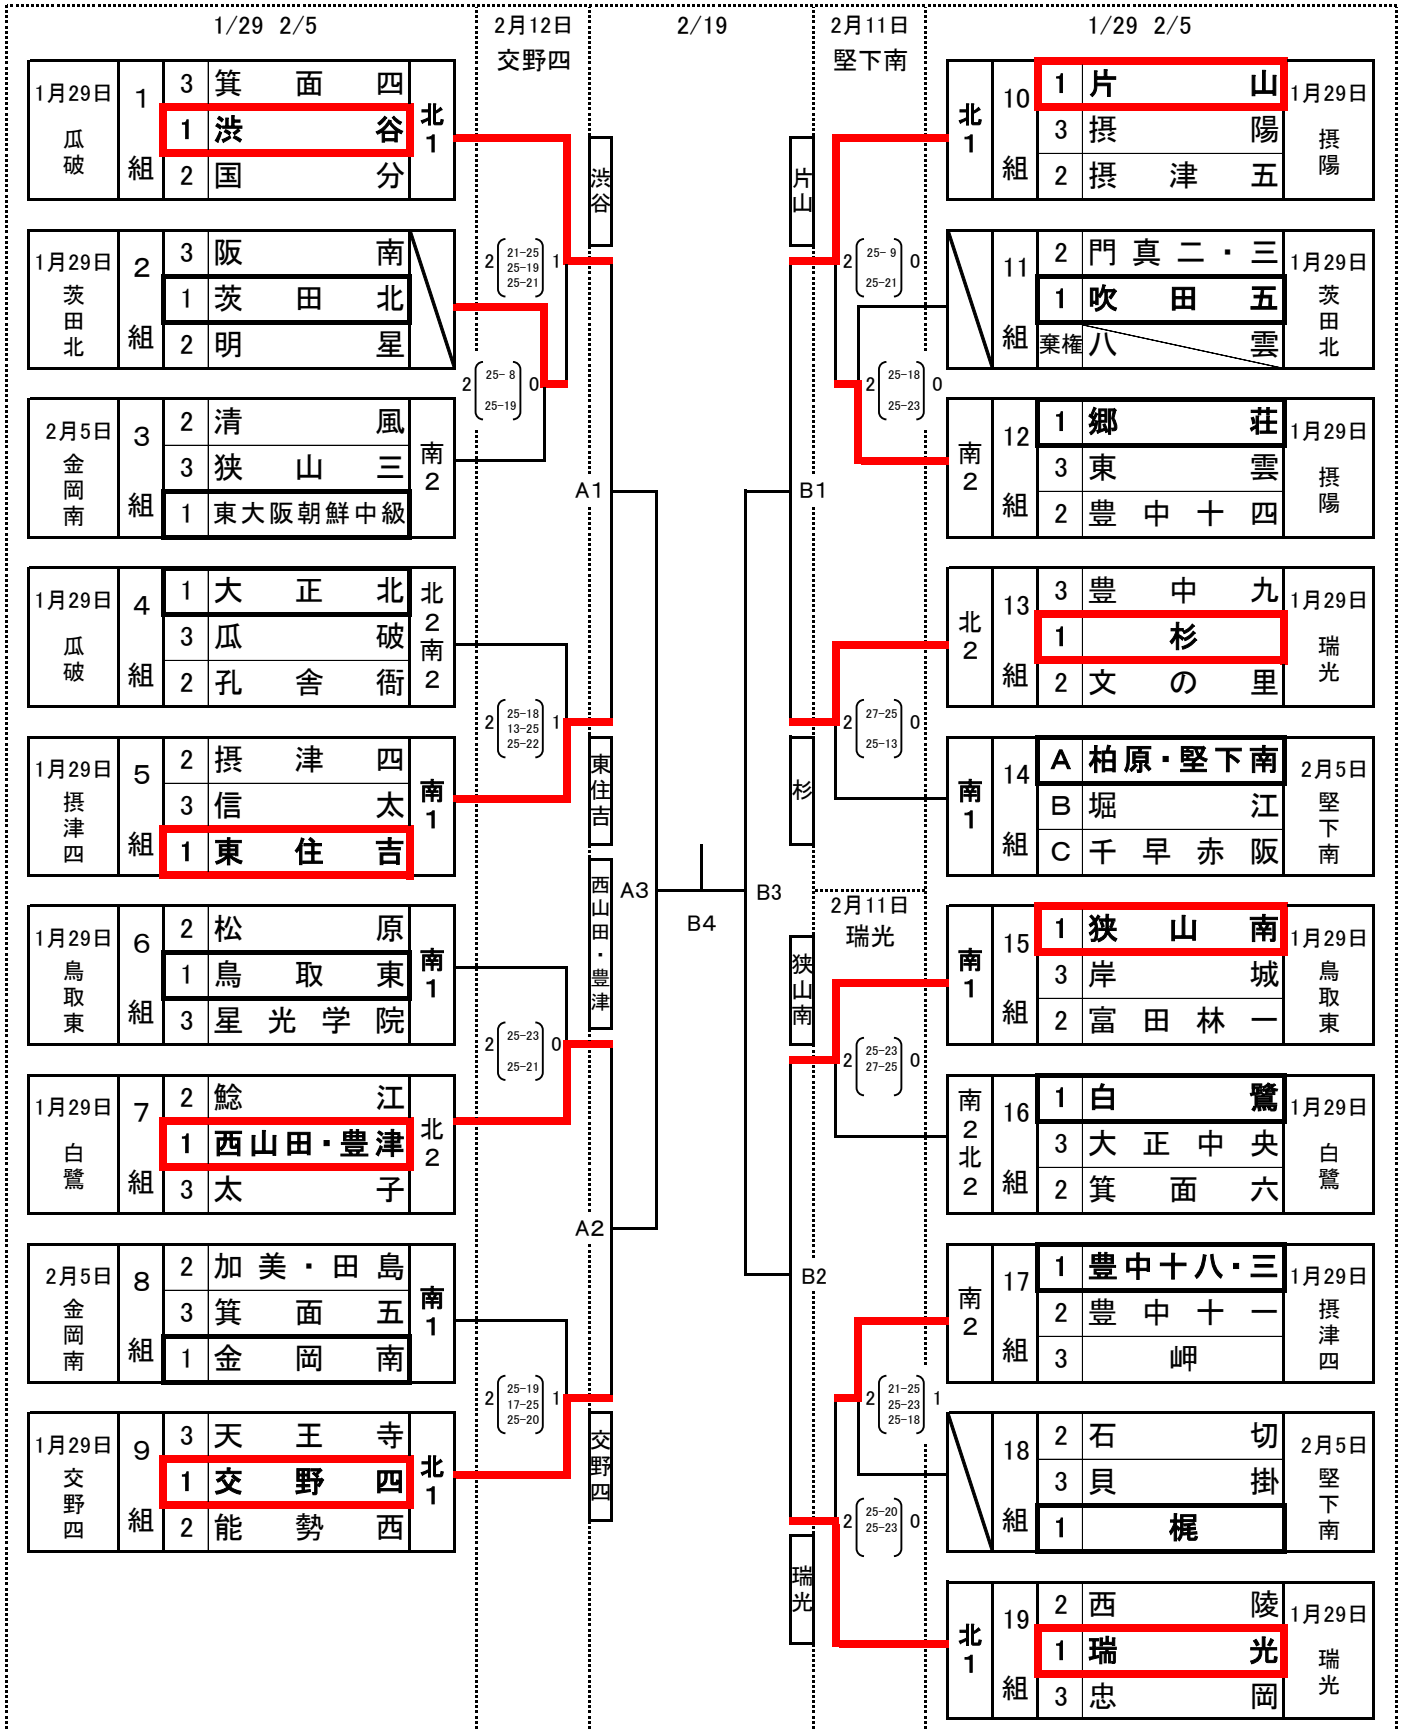 1/29 2/5
2月12日
2/19
2月11日
1/29 2/5
交野四
堅下南
1月29日 瓜破
1組
3 箕面四
1 渋谷
2 国分
北1
1月29日 茨田北
2組
3 阪南
1 茨田北
2 明星
2月5日 金岡南
3組
2 清風
3 狭山三
1 東大阪朝鮮中級
南2
1月29日 瓜破
4組
1 大正北
3 瓜破
2 孔舎衙
北2南2
1月29日 摂津四
5組
2 摂津四
3 信太
1 東住吉
南1
1月29日 鳥取東
6組
2 松原
1 鳥取東
3 星光学院
南1
1月29日 白鷺
7組
2 鯰江
1 西山田・豊津
3 太子
北2
2月5日 金岡南
8組
2 加美・田島
3 箕面五
1 金岡南
南1
1月29日 交野四
9組
3 天王寺
1 交野四
2 能勢西
北1
2 21-25 1
25-19
25-21
2 25-8 0
25-19
2 25-18 1
13-25
25-22
2 25-23 0
25-21
2 25-19 1
17-25
25-20
渋谷
東住吉
西山田・豊津
交野四
A1
A2
A3
B4
B3
B1
B2
片山
杉
狭山南
瑞光
2 25-9 0
25-21
2 25-18 0
25-23
2 27-25 0
25-13
2月11日
瑞光
2 25-23 0
27-25
2 21-25 1
25-23
25-18
2 25-20 0
25-23
北1
10組
1 片山
3 摂陽
2 摂津五
1月29日 摂陽
11組
2 門真二・三
1 吹田五
棄権 八雲
1月29日 茨田北
南2
12組
1 郷荘
3 東雲
2 豊中十四
1月29日 摂陽
北2
13組
3 豊中九
1 杉
2 文の里
1月29日 瑞光
南1
14組
A 柏原・堅下南
B 堀江
C 千早赤阪
2月5日 堅下南
南1
15組
1 狭山南
3 岸城
2 富田林一
1月29日 鳥取東
南2北2
16組
1 白鷺
3 大正中央
2 箕面六
1月29日 白鷺
南2
17組
1 豊中十八・三
2 豊中十一
3 岬
1月29日 摂津四
18組
2 石切
3 貝掛
1 梶
2月5日 堅下南
北1
19組
2 西陵
1 瑞光
3 忠岡
1月29日 瑞光